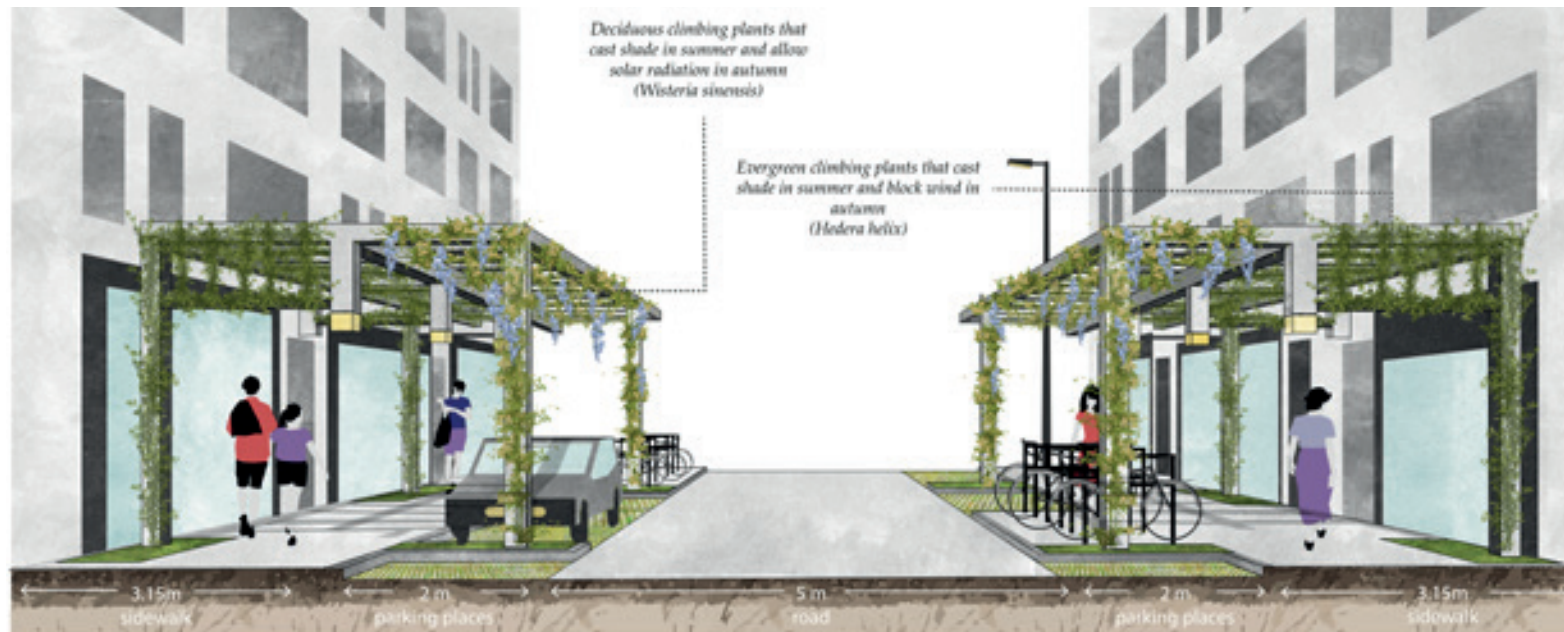 Deciduous climbing plants that
cast shade in summer and allow
solar radiation in autumn
(Wisteria sinensis)
Evergreen climbing plants that cast
shade in summer and block wind in
autumn
(Hedera helix)
3.15m
sidewalk
2 m
parking places
5 m
road
2 m
parking places
3.15m
sidewalk